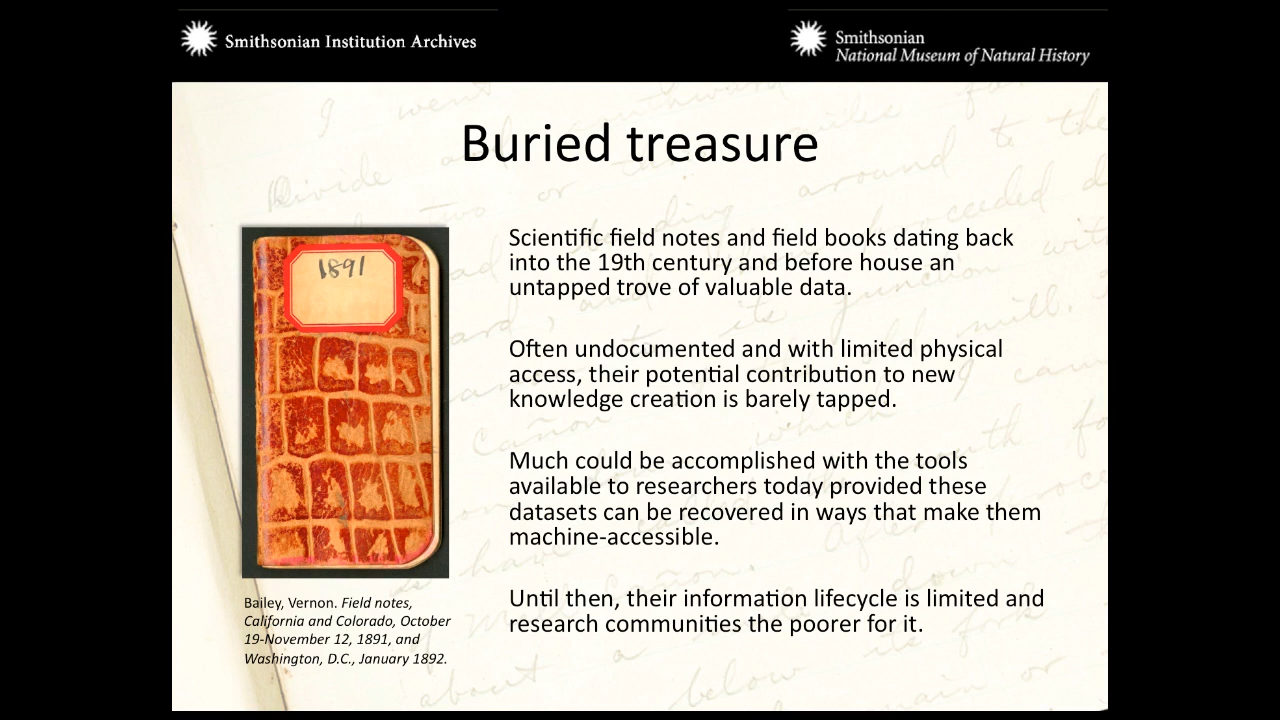 Smithsonian Institution Archives
Smithsonian
National Museum of Natural History
Buried treasure
1891
Bailey, Vernon. Field notes,
California and Colorado, October
19-November 12, 1891, and
Washington, D.C., January 1892.
Scientific field notes and field books dating back
into the 19th century and before house an
untapped trove of valuable data.
Often undocumented and with limited physical
access, their potential contribution to new
knowledge creation is barely tapped.
Much could be accomplished with the tools
available to researchers today provided these
datasets can be recovered in ways that make them
machine-accessible.
Until then, their information lifecycle is limited and
research communities the poorer for it.